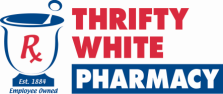 THRIFTY
WHITE
PHARMACY
Rx
Est. 1884
Employee Owned